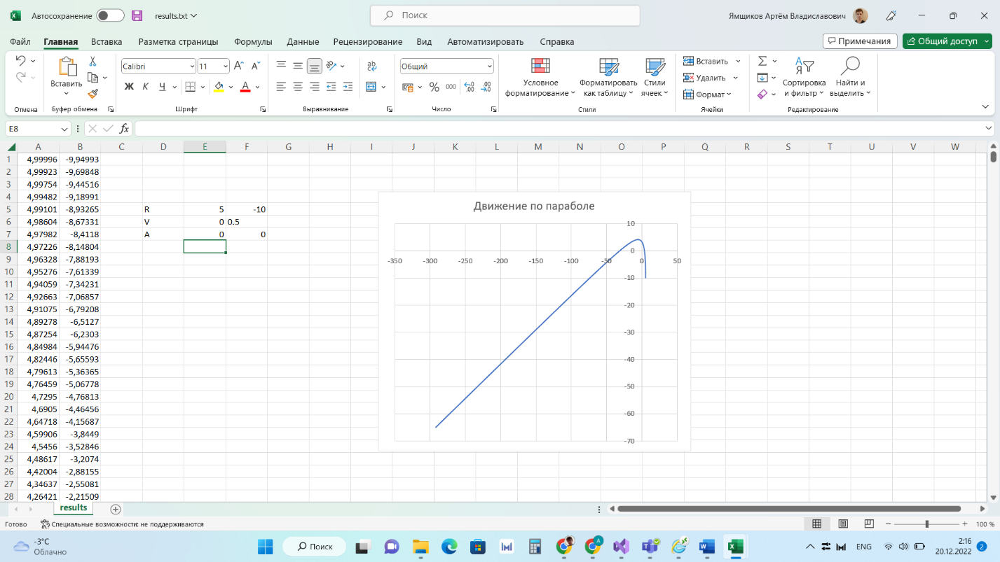 Автосохранение
results.txt
Поиск
Ямщиков Артём Владиславович
Файл Главная Вставка Разметка страницы Формулы Данные Рецензирование Вид Автоматизировать Справка
Примечания Общий доступ
Вставить
Calibri 11
Ж К Ч
Общий
% 000
Условное форматирование
Форматировать как таблицу
Стили ячеек
Вставить
Удалить
Формат
Сортировка и фильтр
Найти и выделить
Отмена Буфер обмена Шрифт Выравнивание Число Стили Ячейки Редактирование
E8 fx
A B C D E F G H I J K L M N O P Q R S T U V W
1 4,99996 -9,94993
2 4,99923 -9,69848
3 4,99754 -9,44516
4 4,99482 -9,18991
5 4,99101 -8,93265 R 5 -10
6 4,98604 -8,67331 V 0 0.5
7 4,97982 -8,4118 A 0 0
8 4,97226 -8,14804
9 4,96328 -7,88193
10 4,95276 -7,61339
11 4,94059 -7,34231
12 4,92663 -7,06857
13 4,91075 -6,79208
14 4,89278 -6,5127
15 4,87254 -6,2303
16 4,84984 -5,94476
17 4,82446 -5,65593
18 4,79613 -5,36365
19 4,76459 -5,06778
20 4,7295 -4,76813
21 4,6905 -4,46456
22 4,64718 -4,15687
23 4,59906 -3,8449
24 4,5456 -3,52846
25 4,48617 -3,2074
26 4,42004 -2,88155
27 4,34637 -2,55081
28 4,26421 -2,21509
Движение по параболе
10
0
-350 -300 -250 -200 -150 -100 -50 0 50
-10
-20
-30
-40
-50
-60
-70
results
Готово Специальные возможности: не поддерживаются
100 %
-3°C
Облачно
Поиск
ENG
2:16
20.12.2022
2